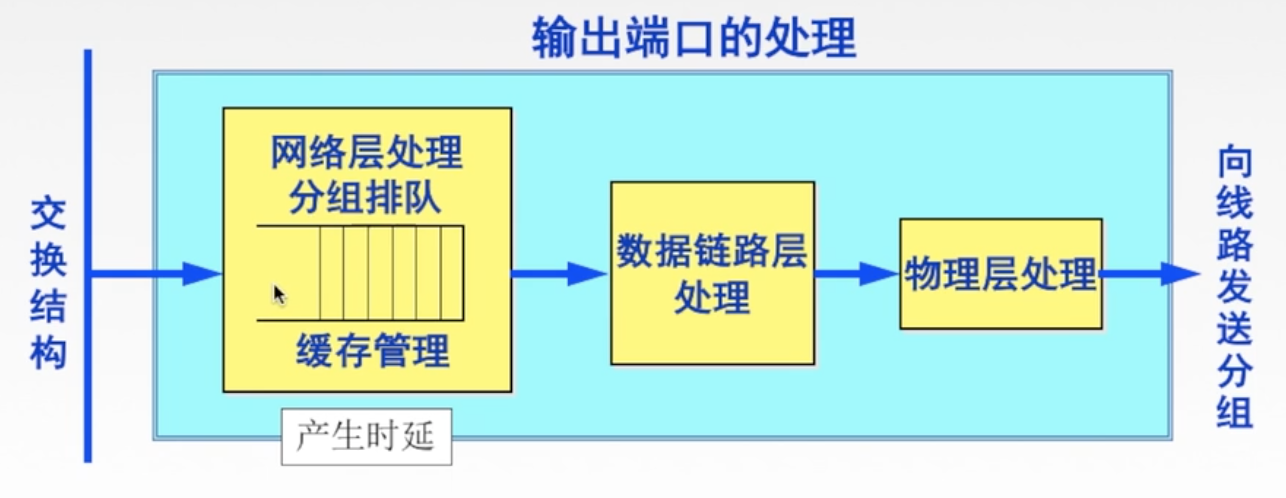 输出端口的处理
交换结构
网络层处理
分组排队
缓存管理
产生时延
数据链路层
处理
物理层处理
向线路发送分组